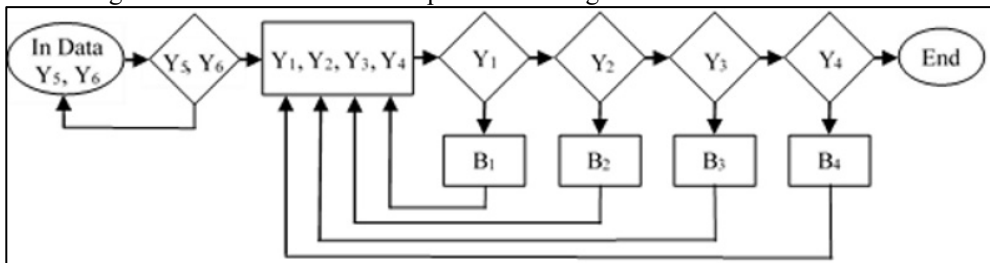 In Data
Y₅, Y₆
Y₅, Y₆
Y₁, Y₂, Y₃, Y₄
Y₁
Y₂
Y₃
Y₄
End
B₁
B₂
B₃
B₄